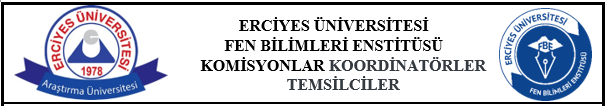 ERCİYES ÜNİVERSİTESİ
1978
Araştırma Üniversitesi
ERCİYES ÜNİVERSİTESİ
FEN BİLİMLERİ ENSTİTÜSÜ
KOMİSYONLAR KOORDİNATÖRLER
TEMSİLCİLER
ERCİYES ÜNİVERSİTESİ
FBE
FEN BİLİMLERİ ENSTİTÜSÜ